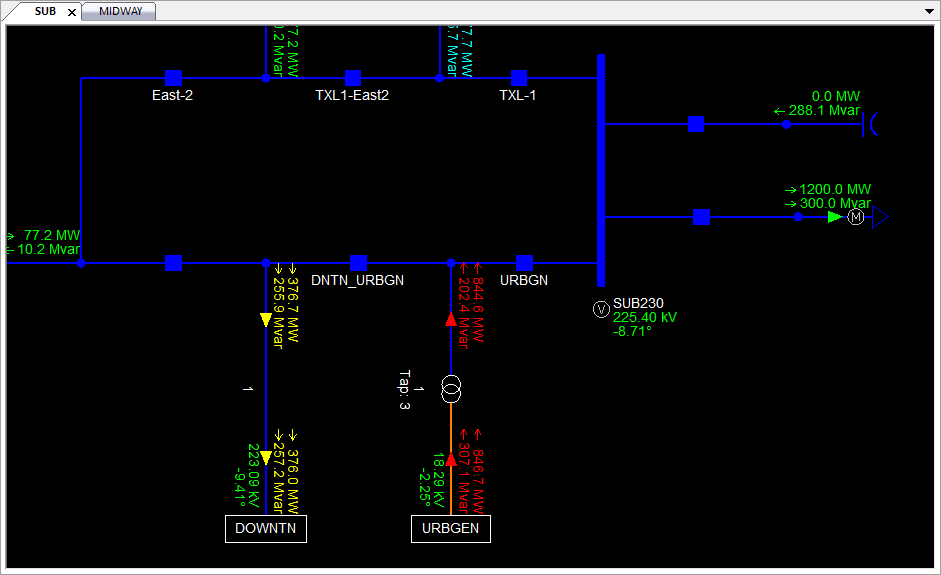 SUB
MIDWAY
77.2 MW
0.2 Mvar
77.7 MW
5.7 Mvar
East-2
TXL1-East2
TXL-1
0.0 MW
288.1 Mvar
1200.0 MW
300.0 Mvar
M
77.2 MW
10.2 Mvar
DNTN_URBGN
URBGN
376.7 MW
255.9 Mvar
844.6 MW
202.4 Mvar
V
SUB230
225.40 kV
-8.71°
1
1
Tap: 3
376.0 MW
257.2 Mvar
223.09 kV
-9.41°
846.7 MW
307.1 Mvar
18.29 kV
-2.25°
DOWNTN
URBGEN